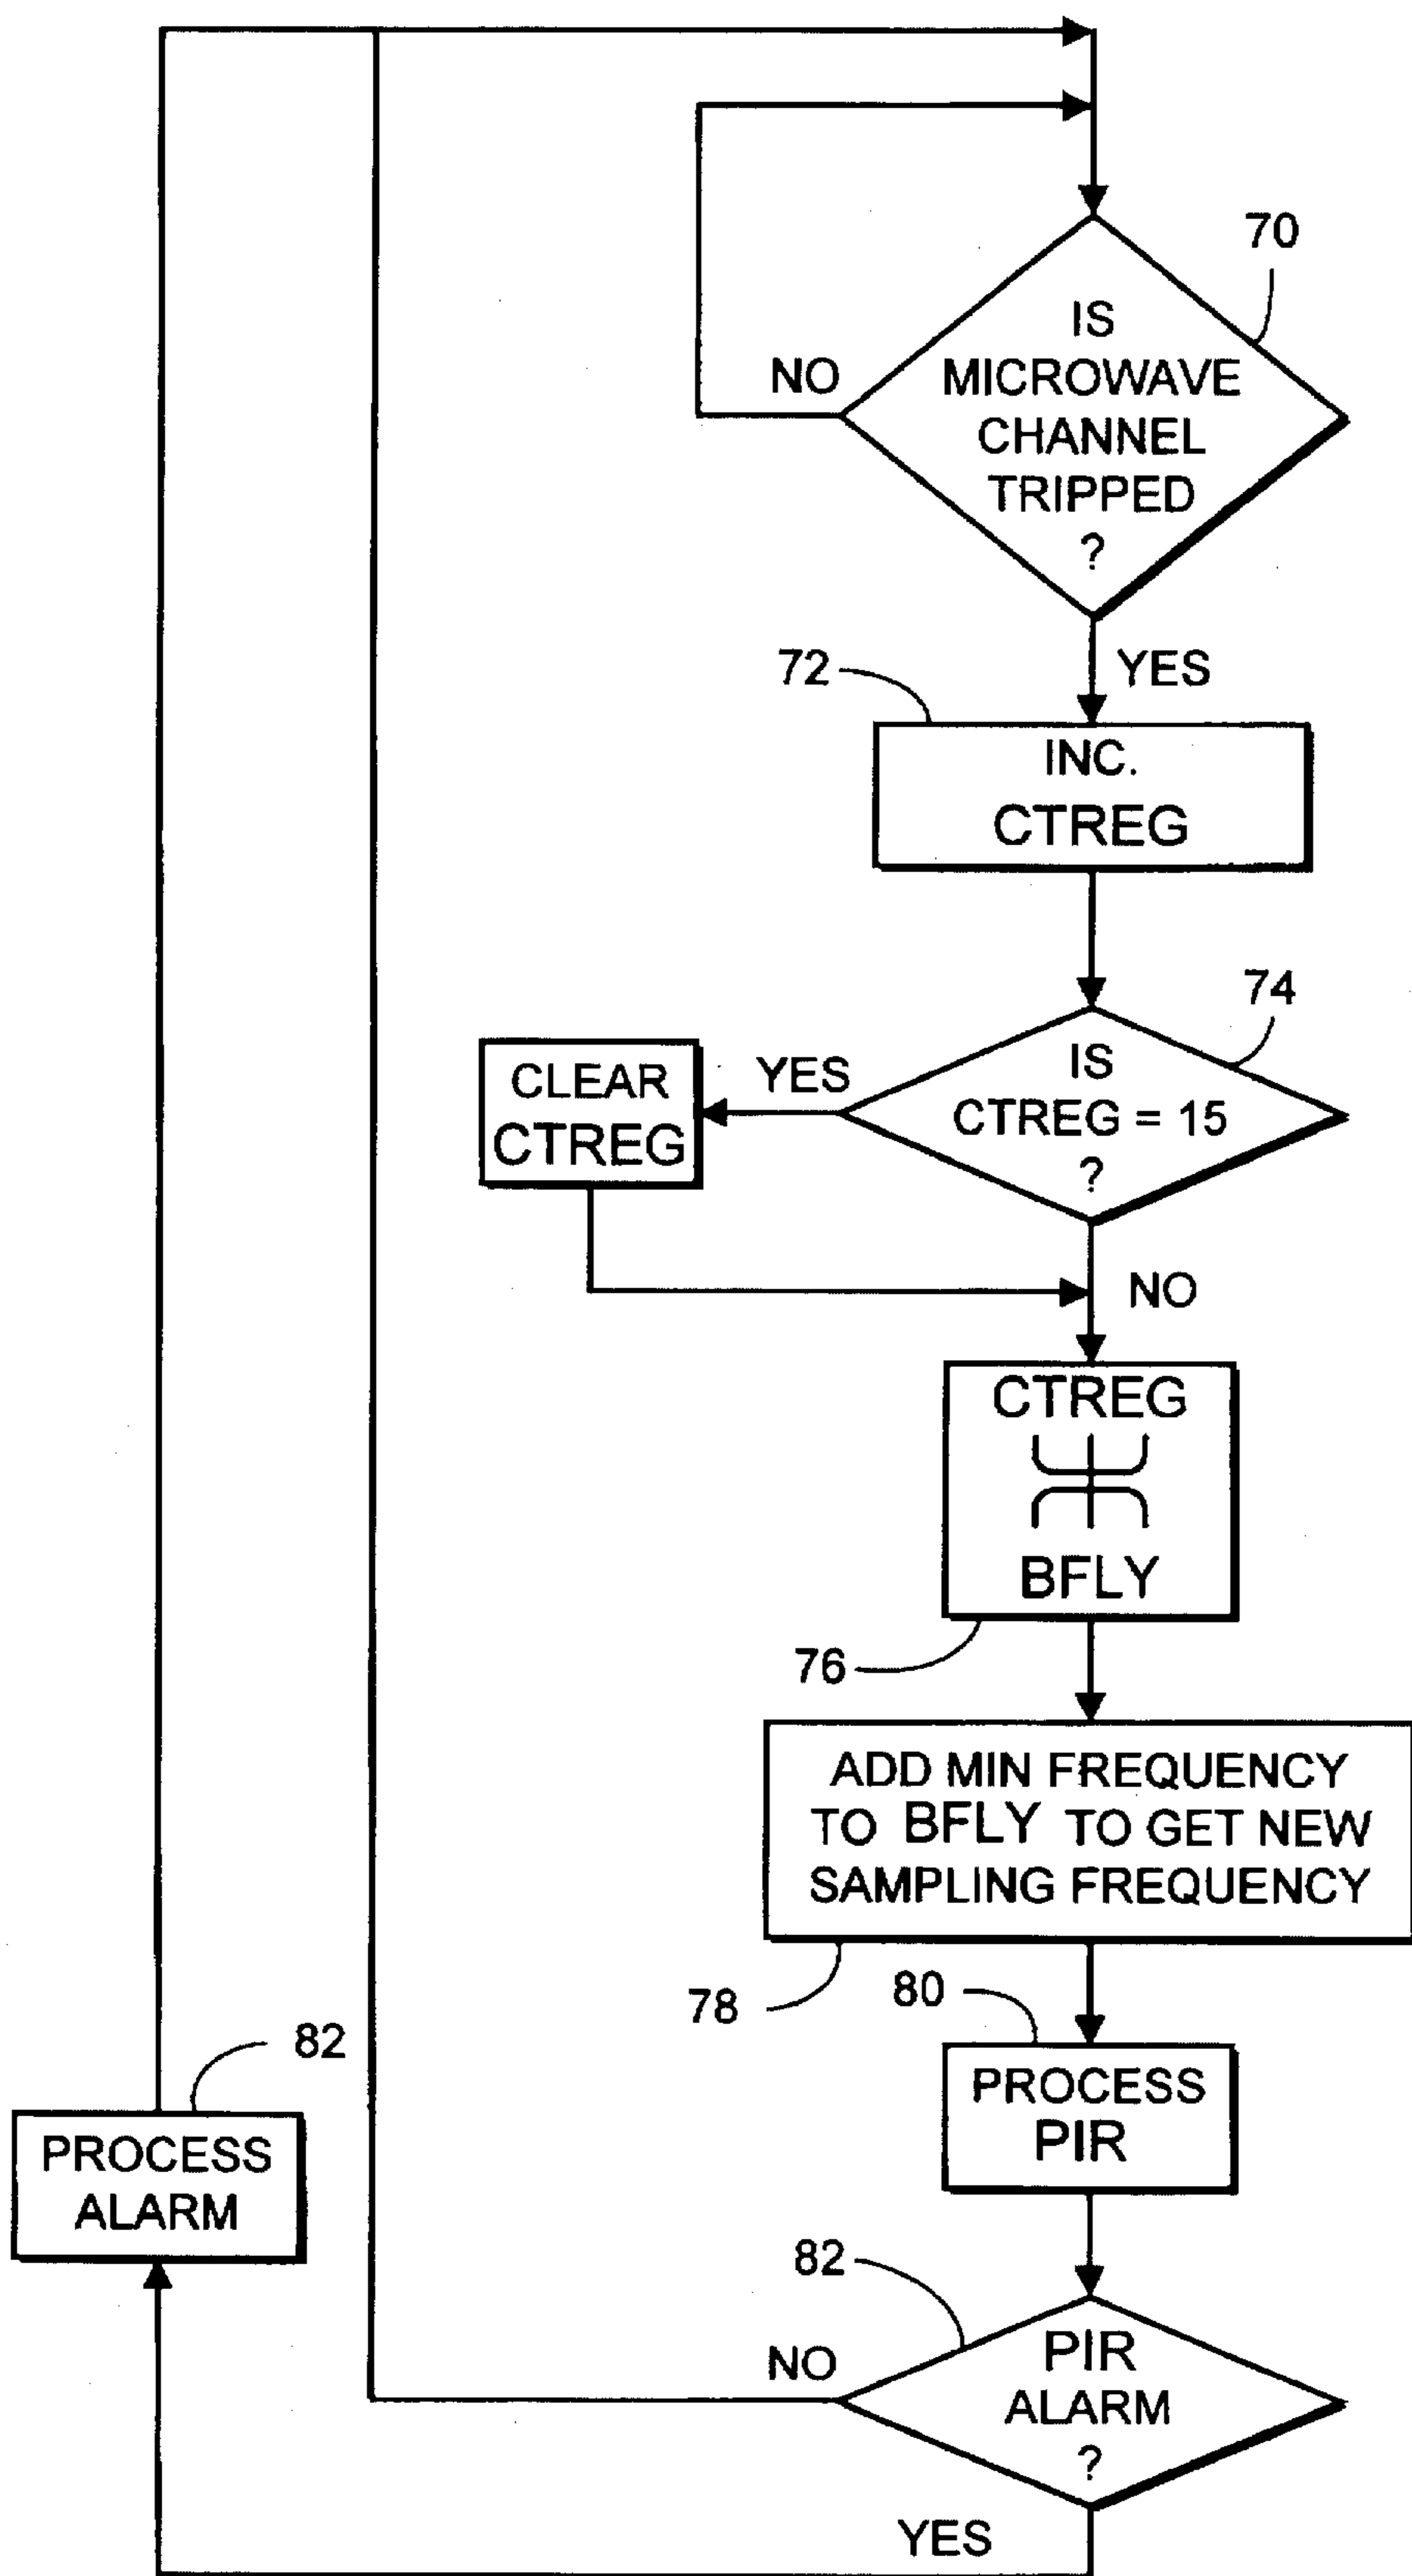 70
IS
MICROWAVE
CHANNEL
TRIPPED
?
NO
YES
72
INC.
CTREG
74
IS
CTREG = 15
?
YES
CLEAR
CTREG
NO
CTREG
BFLY
76
ADD MIN FREQUENCY
TO BFLY TO GET NEW
SAMPLING FREQUENCY
78
80
PROCESS
PIR
82
PROCESS
ALARM
82
PIR
ALARM
?
NO
YES